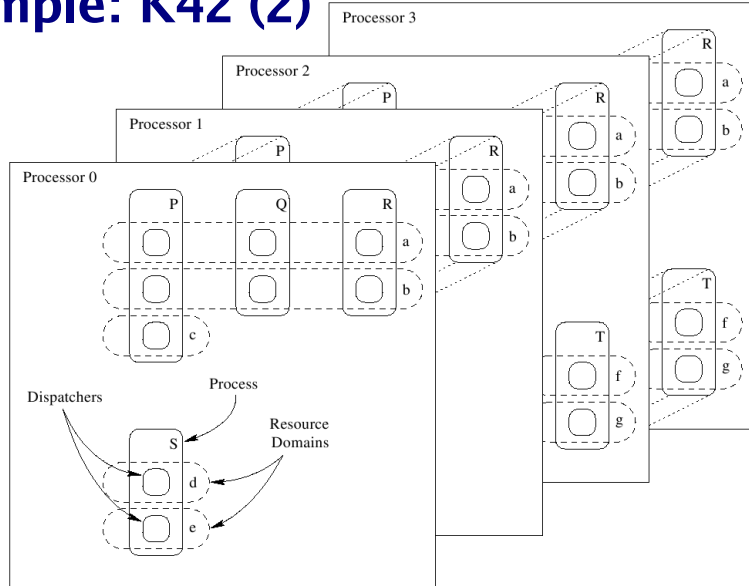 mple: K42 (2)
Processor 3
R
a
b
T
f
g
Processor 2
P
R
a
b
T
f
g
Processor 1
P
R
a
b
Processor 0
P
Q
R
a
b
c
Dispatchers
Process
Resource
Domains
S
d
e